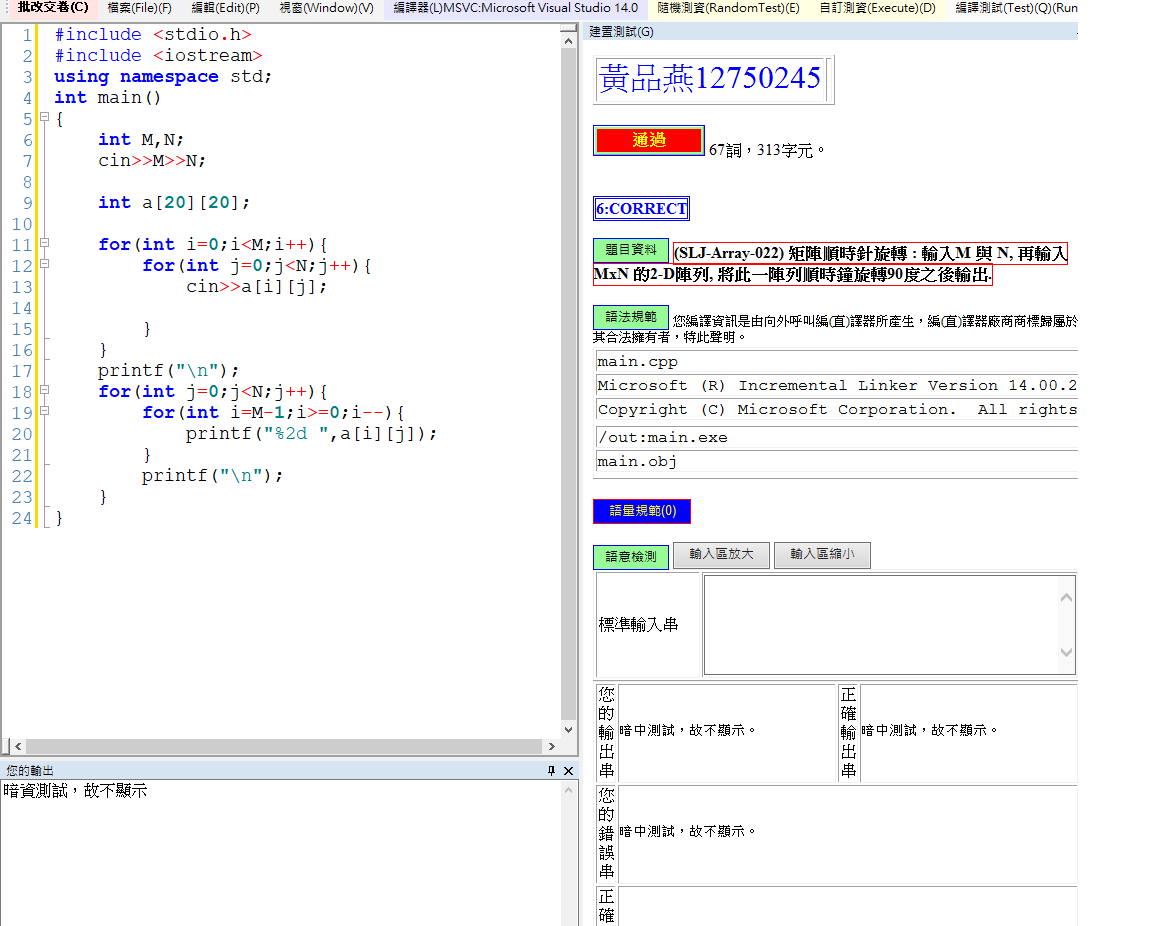 批改交卷(C) 檔案(File)(F) 編輯(Edit)(P) 視窗(Window)(V) 編譯器(L)MSVC:Microsoft Visual Studio 14.0 隨機測資(RandomTest)(E) 自訂測資(Execute)(D) 編譯測試(Test)(Q)(Run
1 #include <stdio.h>
2 #include <iostream>
3 using namespace std;
4 int main()
5 {
6 int M,N;
7 cin>>M>>N;
8
9 int a[20][20];
10
11 for(int i=0;i<M;i++){
12 for(int j=0;j<N;j++){
13 cin>>a[i][j];
14
15 }
16 }
17 printf("\n");
18 for(int j=0;j<N;j++){
19 for(int i=M-1;i>=0;i--){
20 printf("%2d ",a[i][j]);
21 }
22 printf("\n");
23 }
24 }
您的輸出
暗資測試，故不顯示
建置測試(G)
黃品燕12750245
通過 67詞，313字元。
6:CORRECT
題目資料 (SLJ-Array-022) 矩陣順時針旋轉 : 輸入M 與 N, 再輸入
MxN 的2-D陣列, 將此一陣列順時鐘旋轉90度之後輸出.
語法規範 您編譯資訊是由向外呼叫編(直)譯器所產生，編(直)譯器廠商商標歸屬於
其合法擁有者，特此聲明。
main.cpp
Microsoft (R) Incremental Linker Version 14.00.2
Copyright (C) Microsoft Corporation. All rights
/out:main.exe
main.obj
語量規範(0)
語意檢測 輸入區放大 輸入區縮小
標準輸入串
您的輸出串 暗中測試，故不顯示。 正確輸出串 暗中測試，故不顯示。
您的錯誤串 暗中測試，故不顯示。
正確